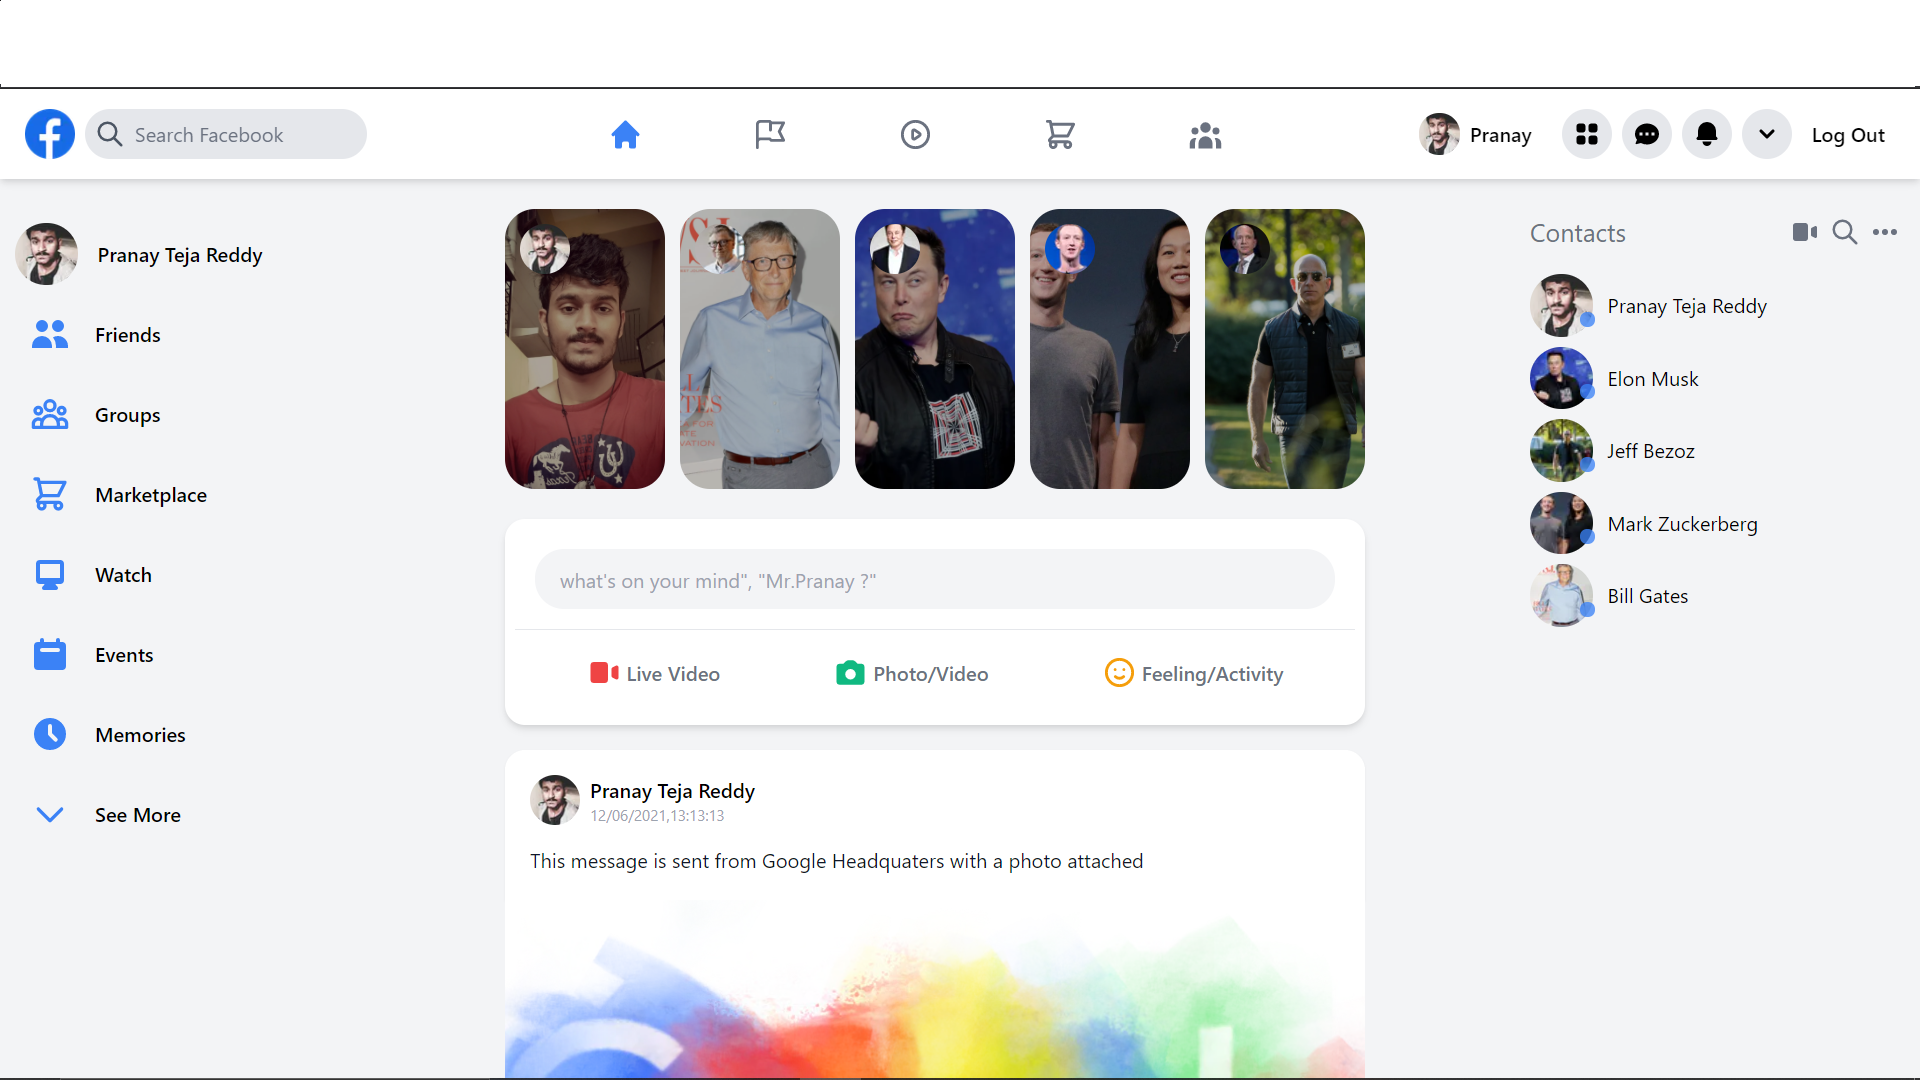 Search Facebook
Pranay
Log Out
Pranay Teja Reddy
Friends
Groups
Marketplace
Watch
Events
Memories
See More
what's on your mind", "Mr.Pranay ?"
Live Video
Photo/Video
Feeling/Activity
Pranay Teja Reddy
12/06/2021,13:13:13
This message is sent from Google Headquaters with a photo attached
Contacts
Pranay Teja Reddy
Elon Musk
Jeff Bezoz
Mark Zuckerberg
Bill Gates